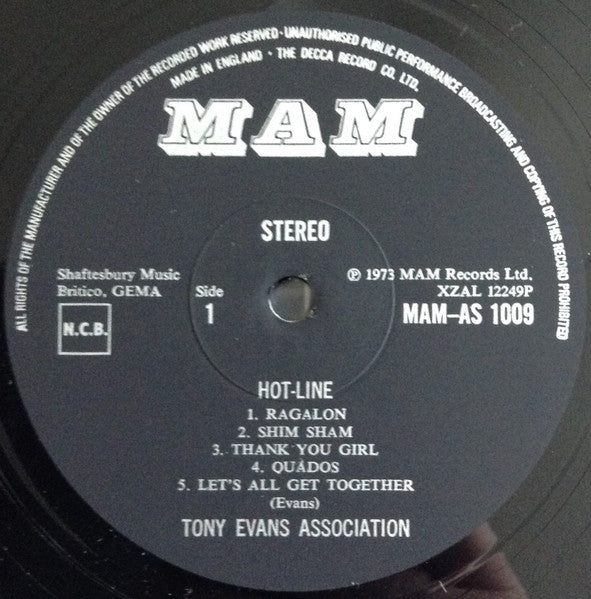 ALL RIGHTS OF THE MANUFACTURER AND OF THE OWNER OF THE RECORDED WORK RESERVED · UNAUTHORISED PUBLIC PERFORMANCE BROADCASTING AND COPYING OF THIS RECORD PROHIBITED
MADE IN ENGLAND · THE DECCA RECORD CO. LTD.
MAM
STEREO
Shaftesbury Music
Britico, GEMA
N.C.B.
Side
1
℗ 1973 MAM Records Ltd.
XZAL 12249P
MAM–AS 1009
HOT-LINE
1. RAGALON
2. SHIM SHAM
3. THANK YOU GIRL
4. QUÁDOS
5. LET'S ALL GET TOGETHER
(Evans)
TONY EVANS ASSOCIATION